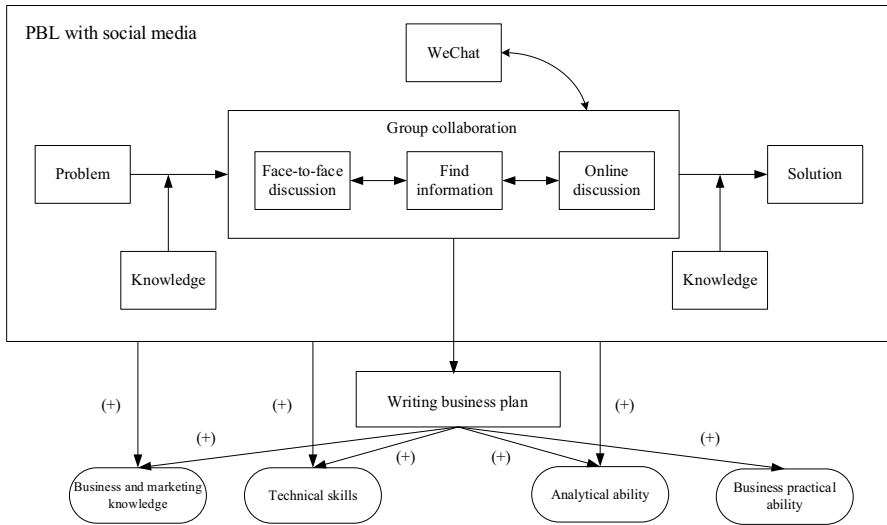 PBL with social media
WeChat
Group collaboration
Problem
Face-to-face
discussion
Find
information
Online
discussion
Solution
Knowledge
Knowledge
Writing business plan
(+)
(+)
(+)
(+)
(+)
(+)
(+)
Business and marketing
knowledge
Technical skills
Analytical ability
Business practical
ability